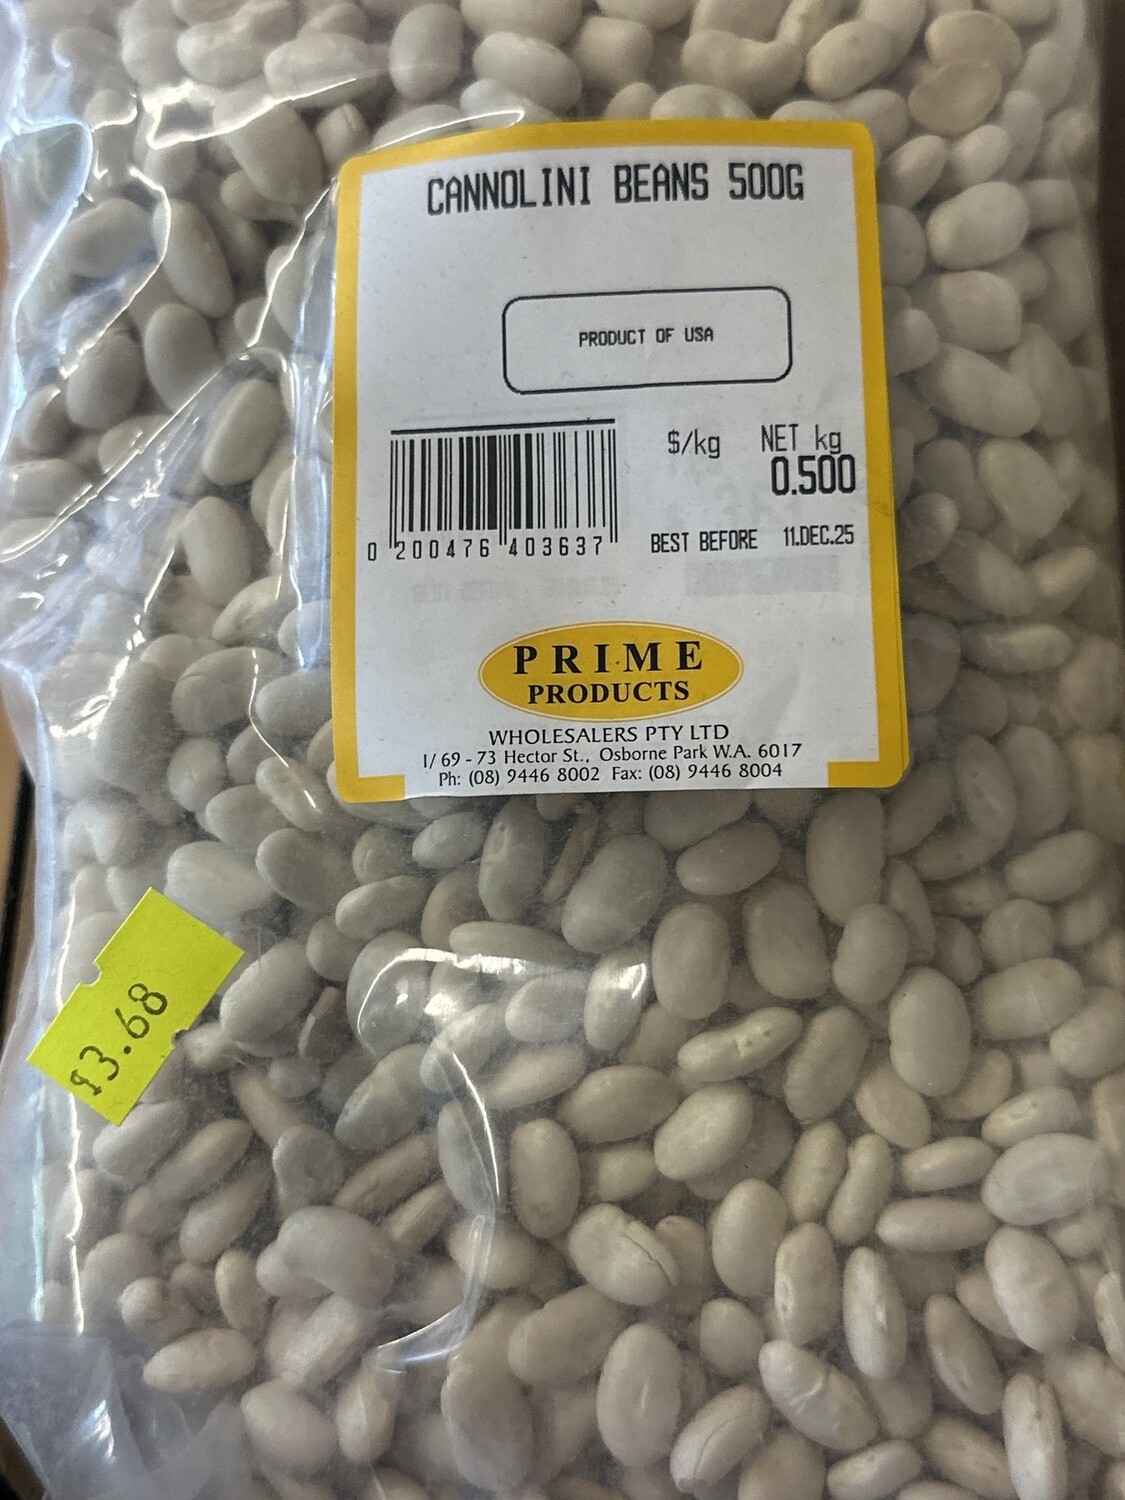 CANNOLINI BEANS 500G
PRODUCT OF USA
$/kg NET kg
0.500
0 200476 403637
BEST BEFORE 11.DEC.25
PRIME
PRODUCTS
WHOLESALERS PTY LTD
1/ 69 - 73 Hector St., Osborne Park W.A. 6017
Ph: (08) 9446 8002 Fax: (08) 9446 8004
$3.68